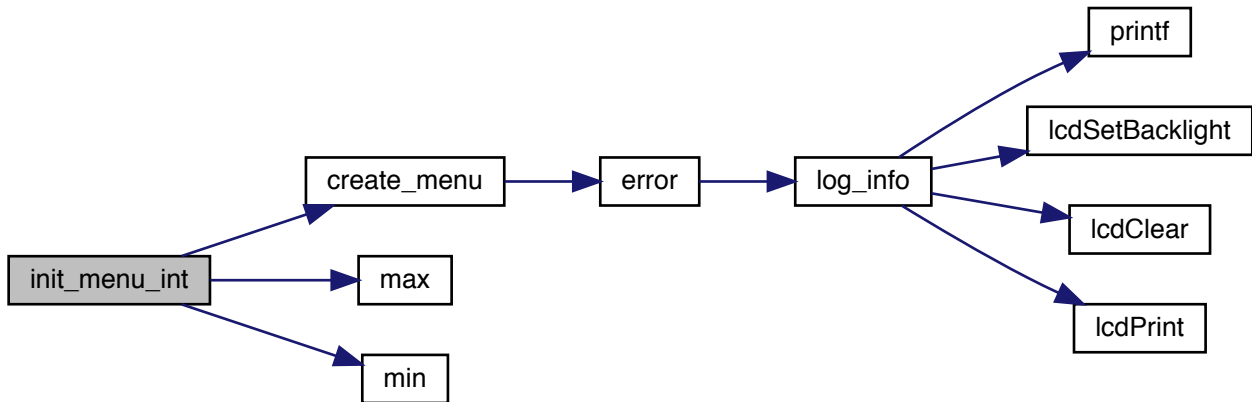 init_menu_int
create_menu
max
min
error
log_info
printf
lcdSetBacklight
lcdClear
lcdPrint